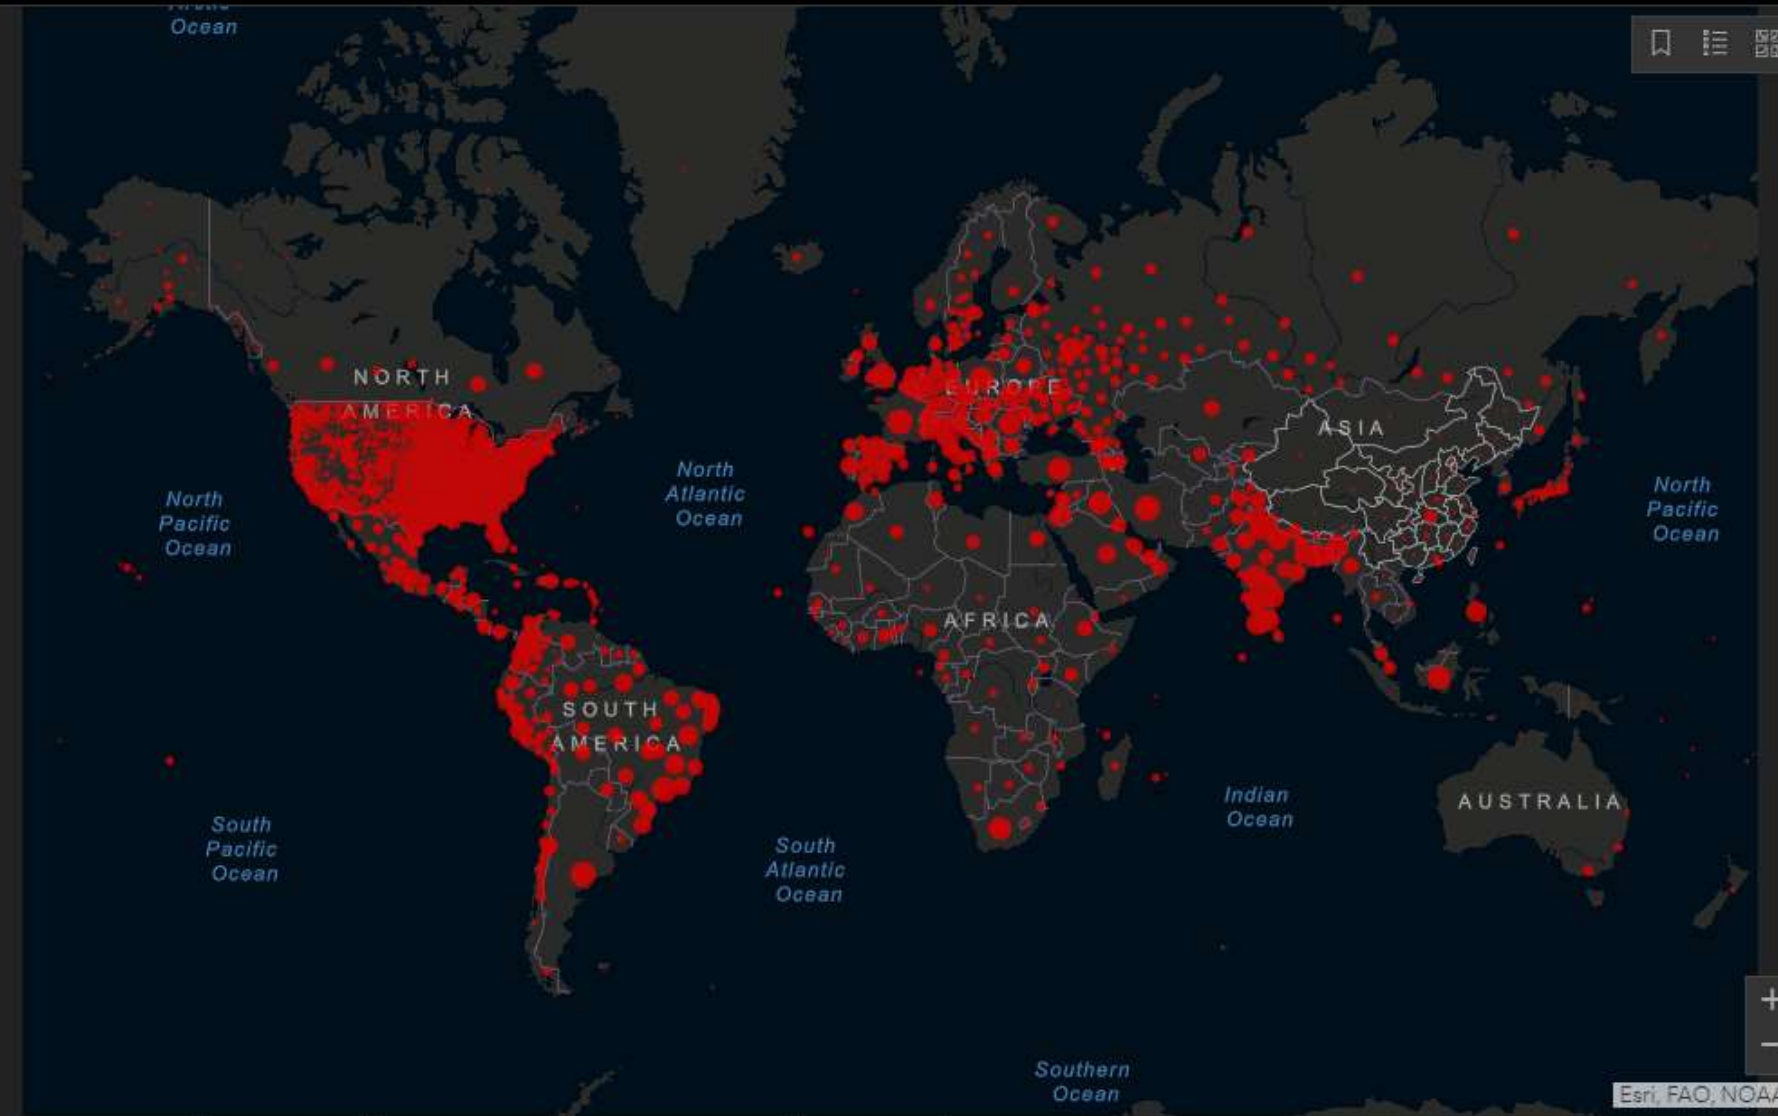 Arctic
Ocean
NORTH
AMERICA
EUROPE
ASIA
North
Atlantic
Ocean
North
Pacific
Ocean
North
Pacific
Ocean
AFRICA
SOUTH
AMERICA
Indian
Ocean
AUSTRALIA
South
Pacific
Ocean
South
Atlantic
Ocean
Southern
Ocean
Esri, FAO, NOAA